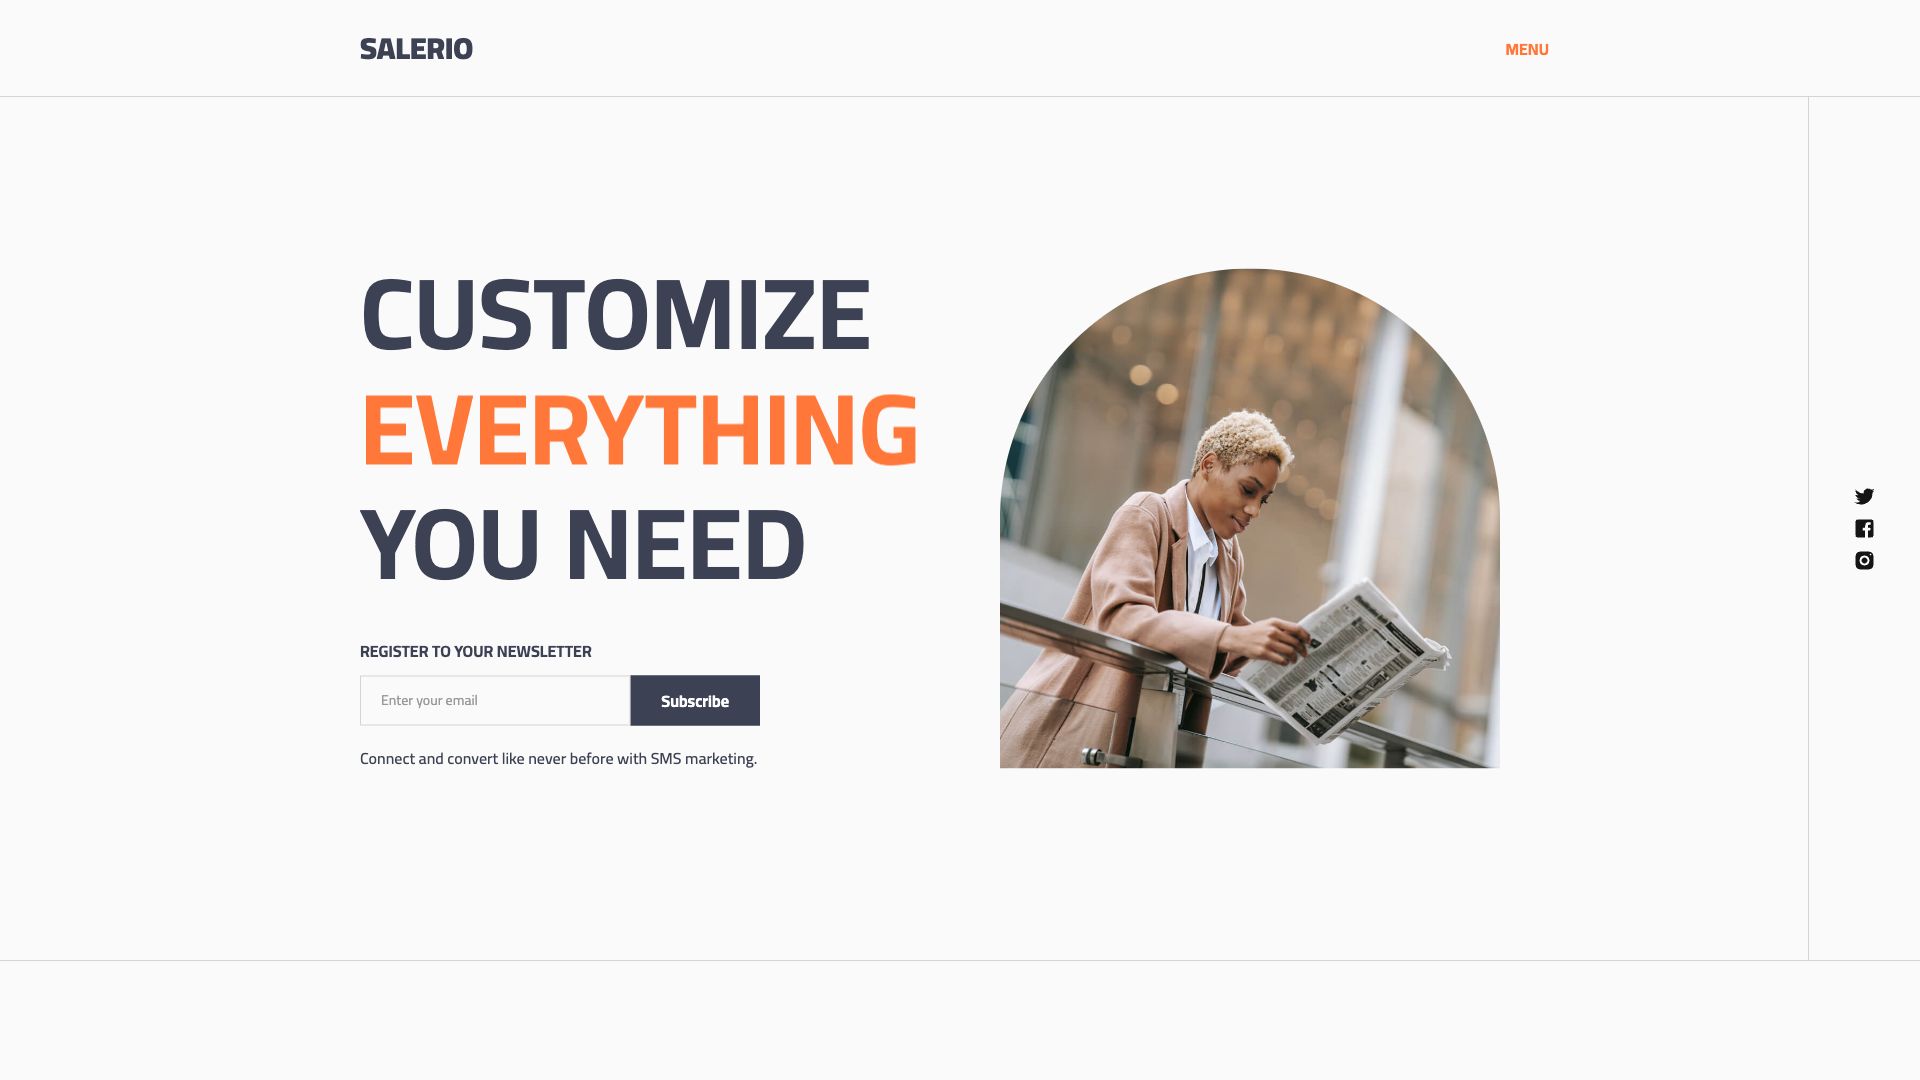 SALERIO
MENU
CUSTOMIZE
EVERYTHING
YOU NEED
REGISTER TO YOUR NEWSLETTER
Enter your email
Subscribe
Connect and convert like never before with SMS marketing.